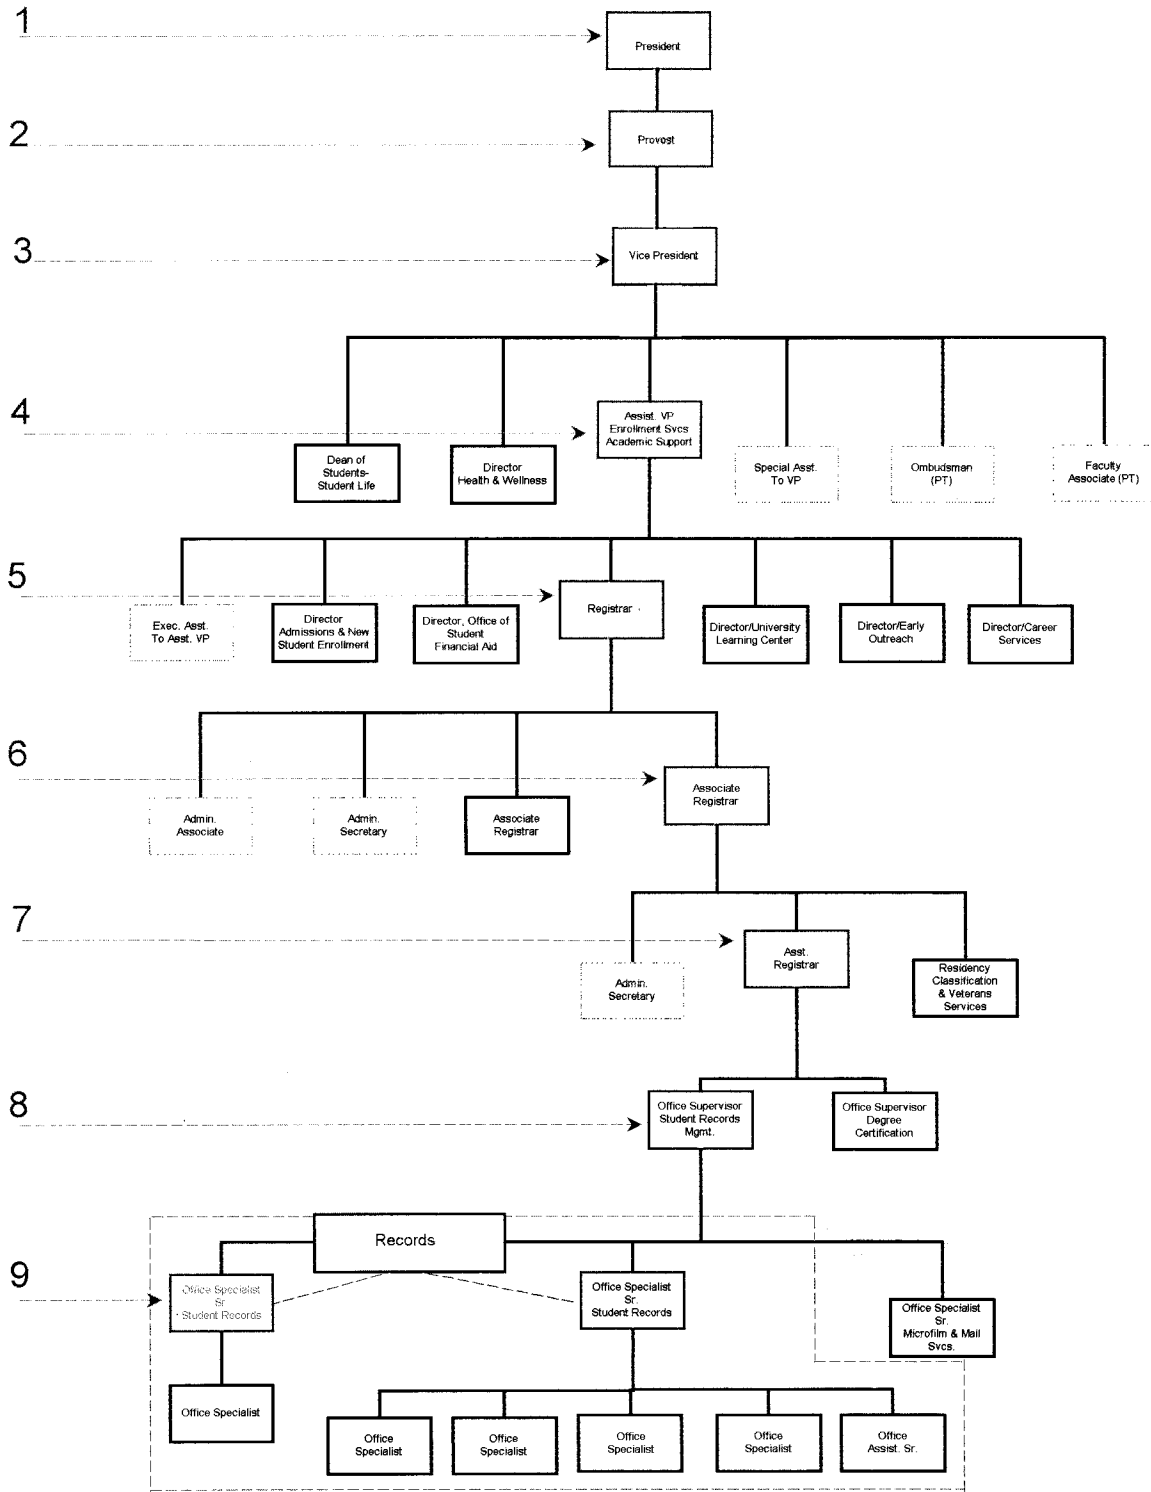 1
President
2
Provost
3
Vice President
4
Assist. VP
Enrollment Svcs
Academic Support
Dean of
Students-
Student Life
Director
Health & Wellness
Special Asst.
To VP
Ombudsman
(PT)
Faculty
Associate (PT)
5
Registrar
Exec. Asst.
To Asst. VP
Director
Admissions & New
Student Enrollment
Director, Office of
Student
Financial Aid
Director/University
Learning Center
Director/Early
Outreach
Director/Career
Services
6
Associate
Registrar
Admin.
Associate
Admin.
Secretary
Associate
Registrar
7
Asst.
Registrar
Admin.
Secretary
Residency
Classification
& Veterans
Services
8
Office Supervisor
Student Records
Mgmt.
Office Supervisor
Degree
Certification
Records
9
Office Specialist
Sr.
Student Records
Office Specialist
Sr.
Student Records
Office Specialist
Sr.
Microfilm & Mail
Svcs.
Office Specialist
Office
Specialist
Office
Specialist
Office
Specialist
Office
Specialist
Office
Assist. Sr.